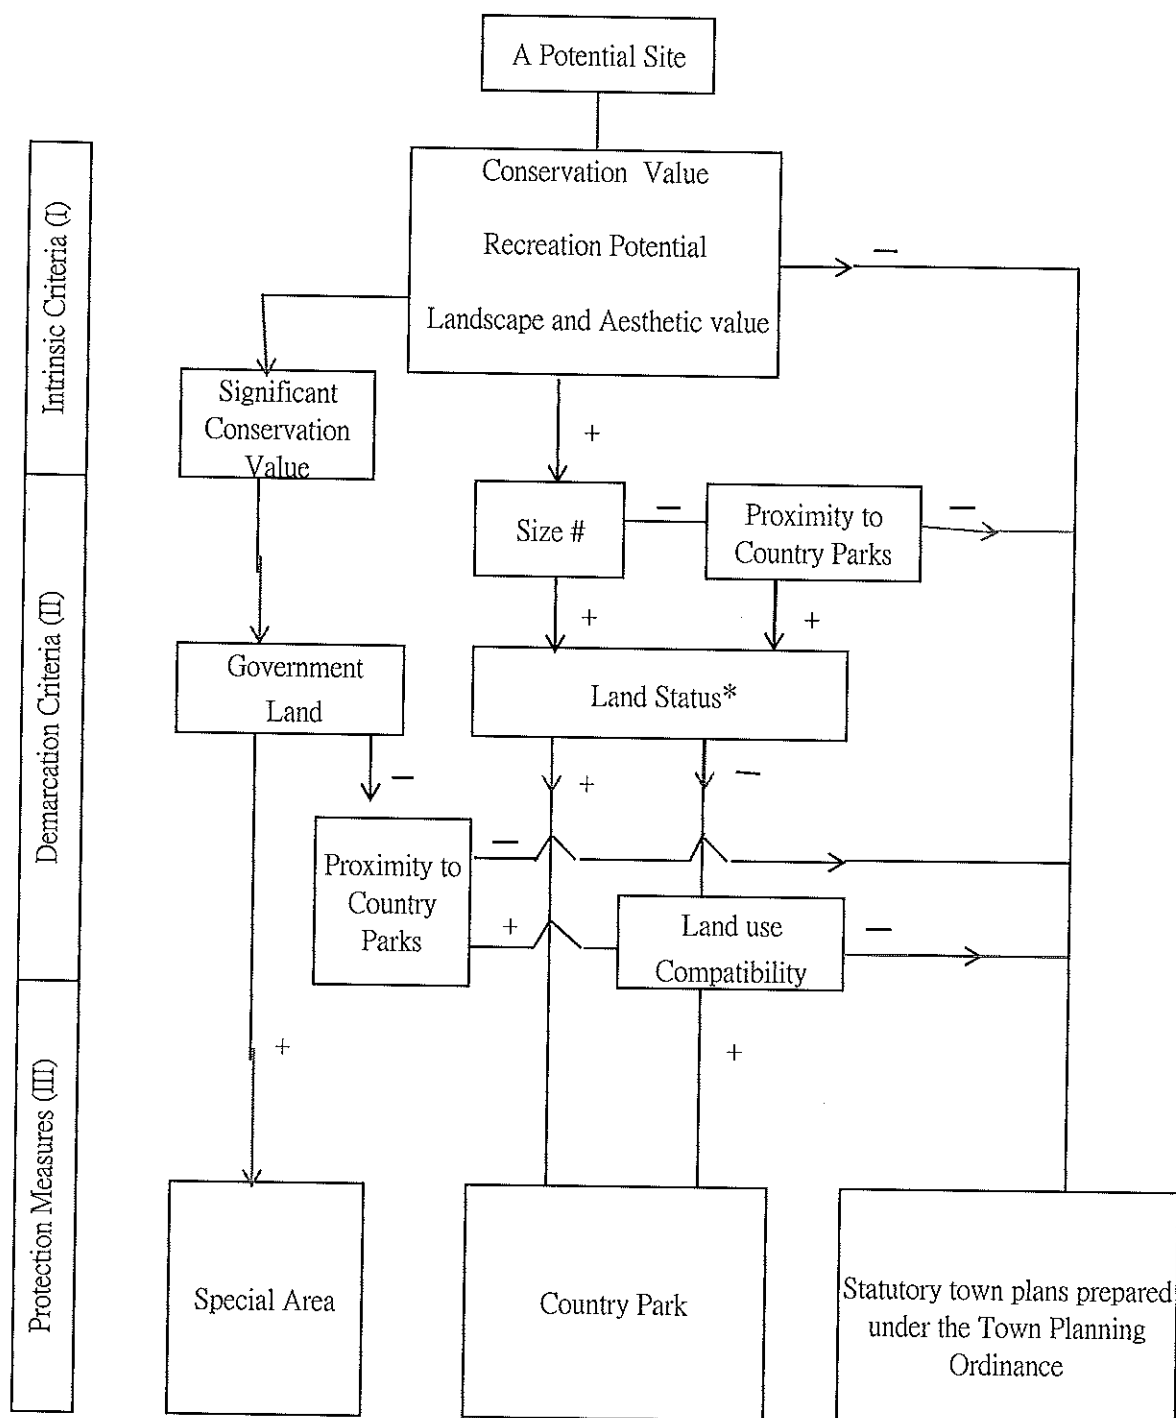 A Potential Site
Intrinsic Criteria (I)
Conservation Value
Recreation Potential
Landscape and Aesthetic value
−
Significant
Conservation
Value
+
Demarcation Criteria (II)
Size #
−
Proximity to
Country Parks
−
+
+
Government
Land
Land Status*
−
+
−
Proximity to
Country
Parks
−
+
Land use
Compatibility
−
Protection Measures (III)
+
+
Special Area
Country Park
Statutory town plans prepared
under the Town Planning
Ordinance